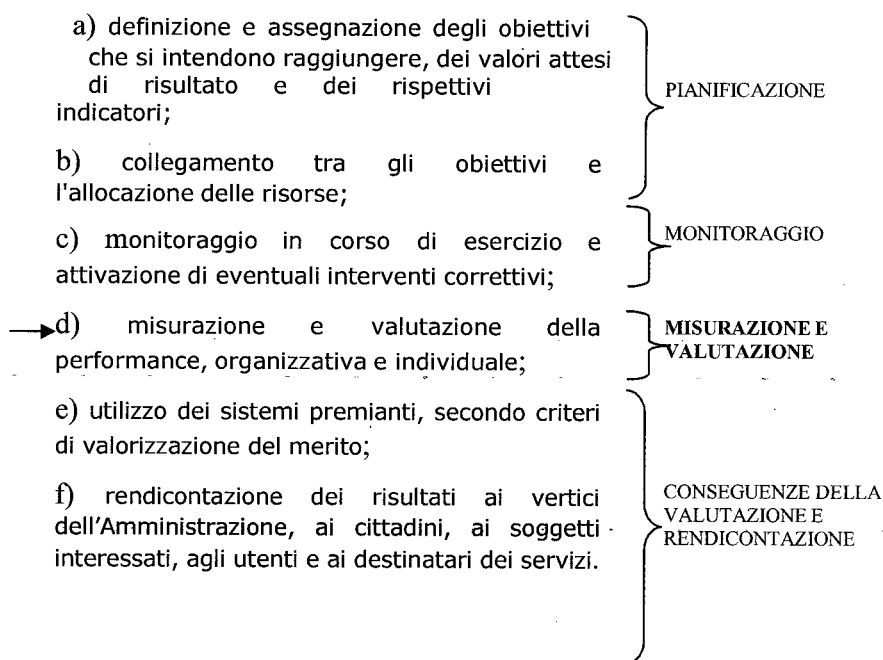 a) definizione e assegnazione degli obiettivi
che si intendono raggiungere, dei valori attesi
di risultato e dei rispettivi
indicatori;
PIANIFICAZIONE
b) collegamento tra gli obiettivi e
l'allocazione delle risorse;
c) monitoraggio in corso di esercizio e
attivazione di eventuali interventi correttivi;
MONITORAGGIO
d) misurazione e valutazione della
performance, organizzativa e individuale;
MISURAZIONE E
VALUTAZIONE
e) utilizzo dei sistemi premianti, secondo criteri
di valorizzazione del merito;
f) rendicontazione dei risultati ai vertici
dell'Amministrazione, ai cittadini, ai soggetti
interessati, agli utenti e ai destinatari dei servizi.
CONSEGUENZE DELLA
VALUTAZIONE E
RENDICONTAZIONE